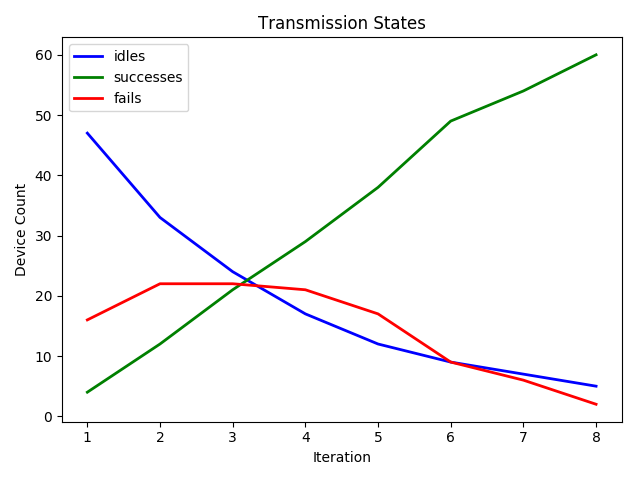 Transmission States
idles
successes
fails
60
50
40
30
20
10
0
Device Count
1 2 3 4 5 6 7 8
Iteration